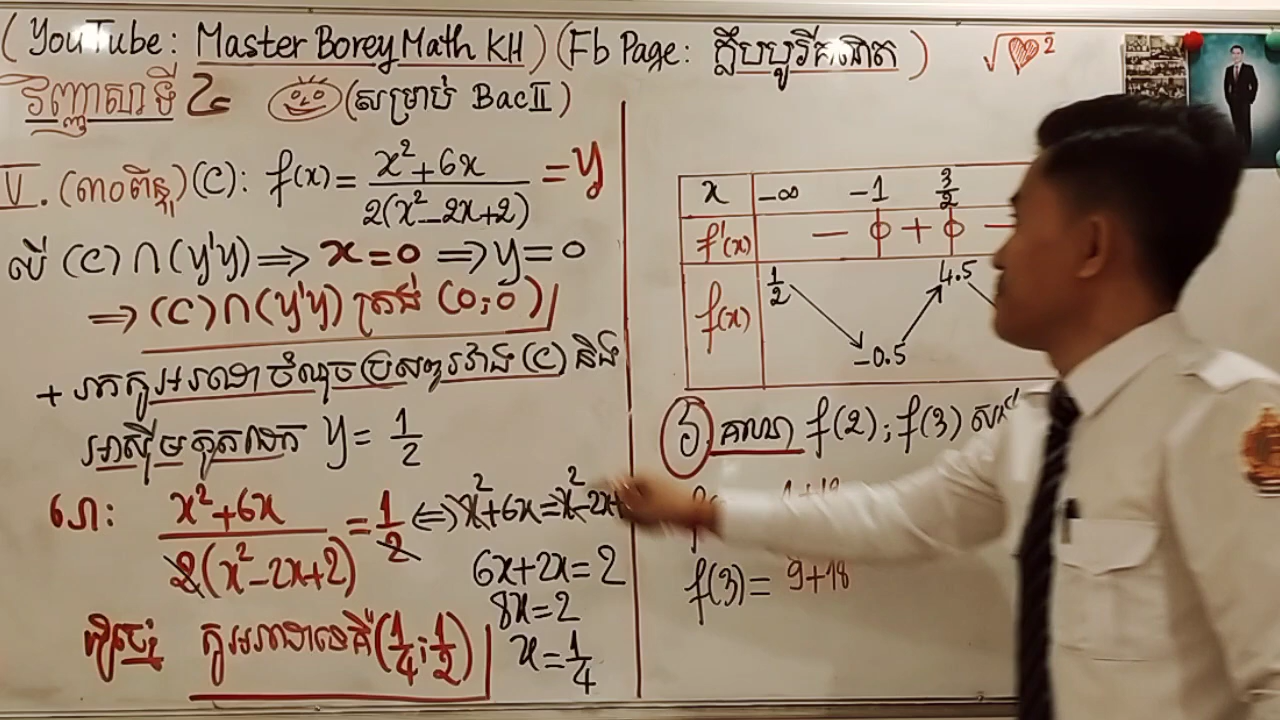 (YouTube: Master Borey Math KH) (Fb Page: ក្លឹបបូរីគណិត) √♡²
វិញ្ញាសាទី 2 (សម្រាប់ BacII)
V. (៣០ពិន្ទុ) (C): f(x) = (x²+6x)/(2(x²-2x+2)) = y
បើ (C) ∩ (y'y) ⇒ x = 0 ⇒ y = 0
⇒ (C) ∩ (y'y) ត្រង់ (0;0)
+ រកកូអរដោនេចំណុចប្រសព្វរវាង (C) និង
អាស៊ីមតូតដេក y = 1/2
គេ: (x²+6x)/(2(x²-2x+2)) = 1/2 ⇔ x²+6x = x²-2x+
6x+2x = 2
8x = 2
x = 1/4
ដូចនេះ កូអរដោនេគឺ (1/4; 1/2)
x -∞ -1 3/2
f'(x) - 0 + 0 -
f(x) 1/2 -0.5 4.5
គណនា f(2); f(3)
4+12
f(3) = 9+18